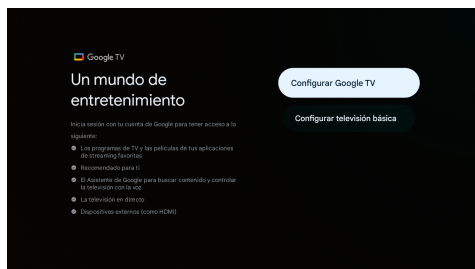 Google TV
Un mundo de
entretenimiento
Inicia sesión con tu cuenta de Google para tener acceso a lo
siguiente:
Los programas de TV y las películas de tus aplicaciones
de streaming favoritas
Recomendado para ti
El Asistente de Google para buscar contenido y controlar
la televisión con la voz
La televisión en directo
Dispositivos externos (como HDMI)
Configurar Google TV
Configurar televisión básica